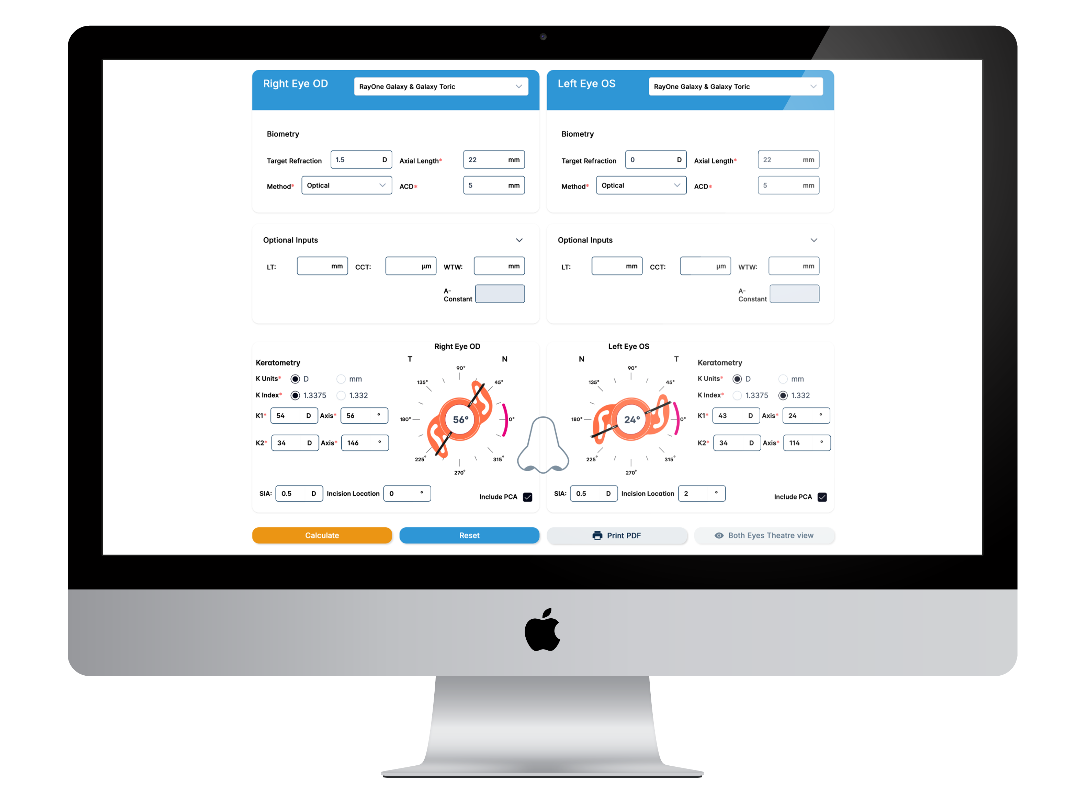 Right Eye OD
RayOne Galaxy & Galaxy Toric
Left Eye OS
RayOne Galaxy & Galaxy Toric
Biometry
Target Refraction 1.5 D Axial Length* 22 mm
Method* Optical ACD* 5 mm
Biometry
Target Refraction 0 D Axial Length* 22 mm
Method* Optical ACD* 5 mm
Optional Inputs
LT: mm CCT: μm WTW: mm
A-
Constant
Optional Inputs
LT: mm CCT: μm WTW: mm
A-
Constant
Right Eye OD
T N
Keratometry
K Units* D mm
K Index* 1.3375 1.332
K1* 54 D Axis* 56 °
K2* 34 D Axis* 146 °
90°
135° 45°
180° 56° 0°
225° 315°
270°
SIA: 0.5 D Incision Location 0 °
Include PCA
Left Eye OS
N T
90°
135° 45°
180° 24° 0°
225° 315°
270°
Keratometry
K Units* D mm
K Index* 1.3375 1.332
K1* 43 D Axis* 24 °
K2* 34 D Axis* 114 °
SIA: 0.5 D Incision Location 2 °
Include PCA
Calculate
Reset
Print PDF
Both Eyes Theatre view